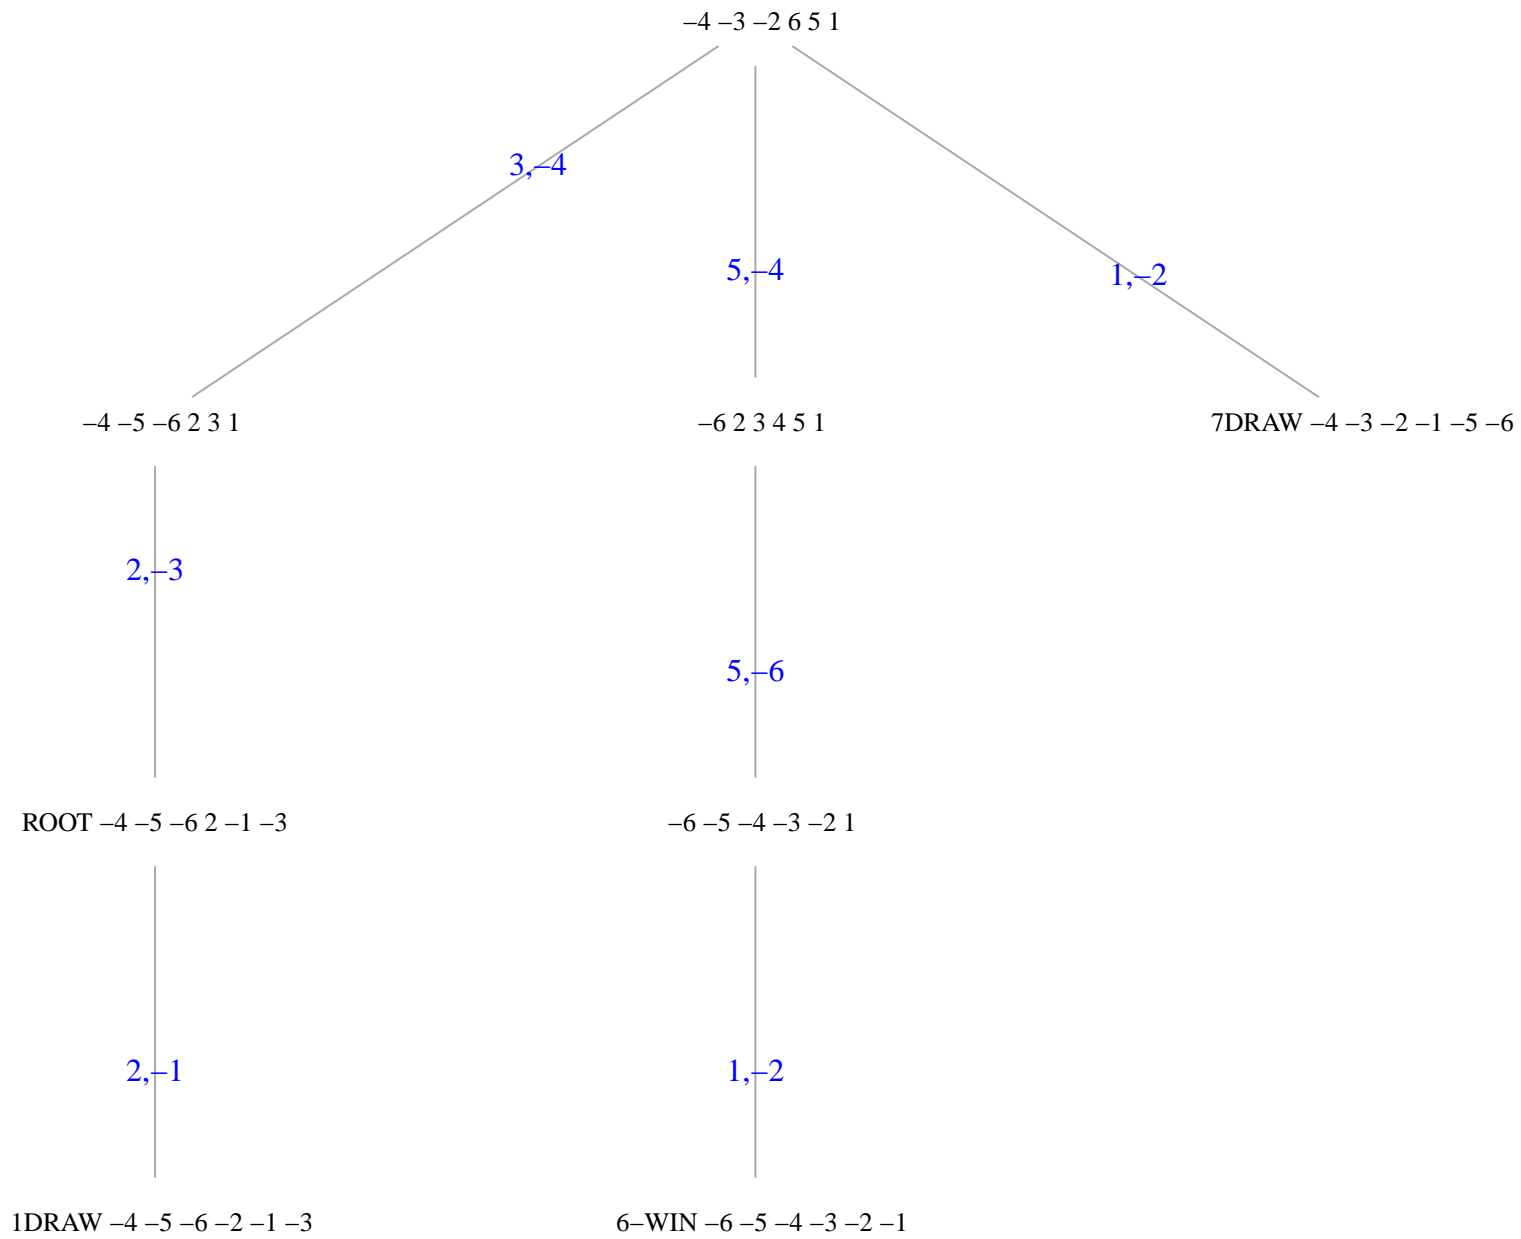 –4 –3 –2 6 5 1
3,–4
5,–4
1,–2
–4 –5 –6 2 3 1
–6 2 3 4 5 1
7DRAW –4 –3 –2 –1 –5 –6
2,–3
5,–6
ROOT –4 –5 –6 2 –1 –3
–6 –5 –4 –3 –2 1
2,–1
1,–2
1DRAW –4 –5 –6 –2 –1 –3
6–WIN –6 –5 –4 –3 –2 –1